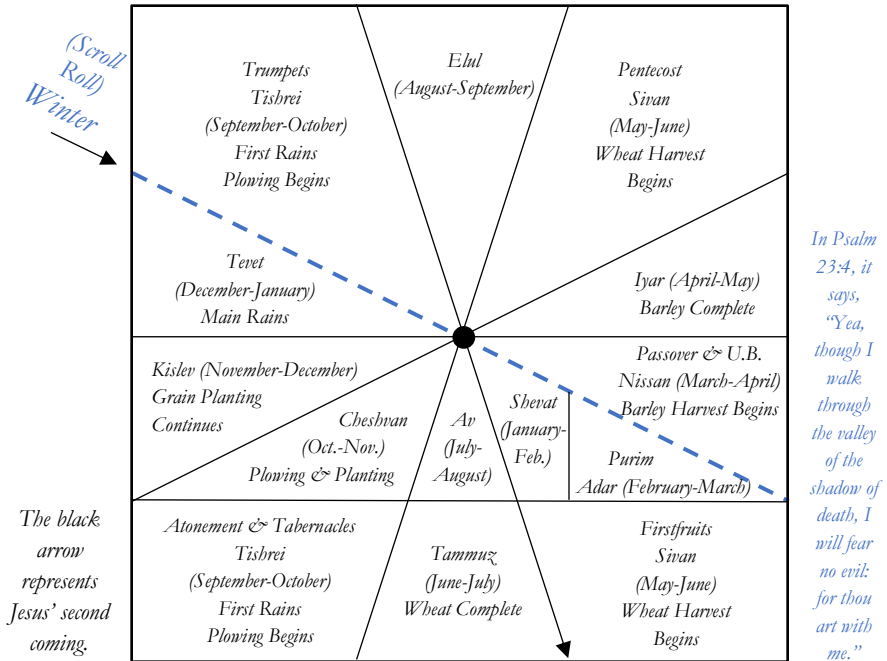 (Scroll
Roll)
Winter
Trumpets
Tishrei
(September-October)
First Rains
Plowing Begins
Elul
(August-September)
Pentecost
Sivan
(May-June)
Wheat Harvest
Begins
Tevet
(December-January)
Main Rains
Iyar (April-May)
Barley Complete
Kislev (November-December)
Grain Planting
Continues
Cheshvan
(Oct.-Nov.)
Plowing & Planting
Av
(July-
August)
Shevat
(January-
Feb.)
Passover & U.B.
Nissan (March-April)
Barley Harvest Begins
Purim
Adar (February-March)
Atonement & Tabernacles
Tishrei
(September-October)
First Rains
Plowing Begins
Tammuz
(June-July)
Wheat Complete
Firstfruits
Sivan
(May-June)
Wheat Harvest
Begins
The black
arrow
represents
Jesus’ second
coming.
In Psalm
23:4, it
says,
“Yea,
though I
walk
through
the valley
of the
shadow of
death, I
will fear
no evil:
for thou
art with
me.”